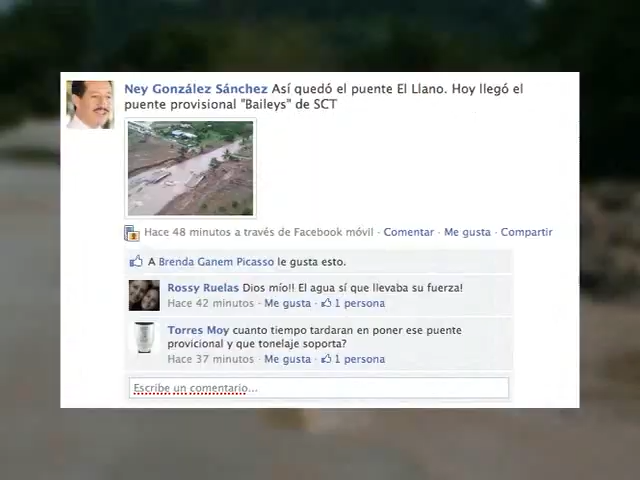 Ney González Sánchez Así quedó el puente El Llano. Hoy llegó el
puente provisional "Baileys" de SCT
Hace 48 minutos a través de Facebook móvil · Comentar · Me gusta · Compartir
A Brenda Ganem Picasso le gusta esto.
Rossy Ruelas Dios mío!! El agua sí que llevaba su fuerza!
Hace 42 minutos · Me gusta · 1 persona
Torres Moy cuanto tiempo tardaran en poner ese puente
provicional y que tonelaje soporta?
Hace 37 minutos · Me gusta · 1 persona
Escribe un comentario...